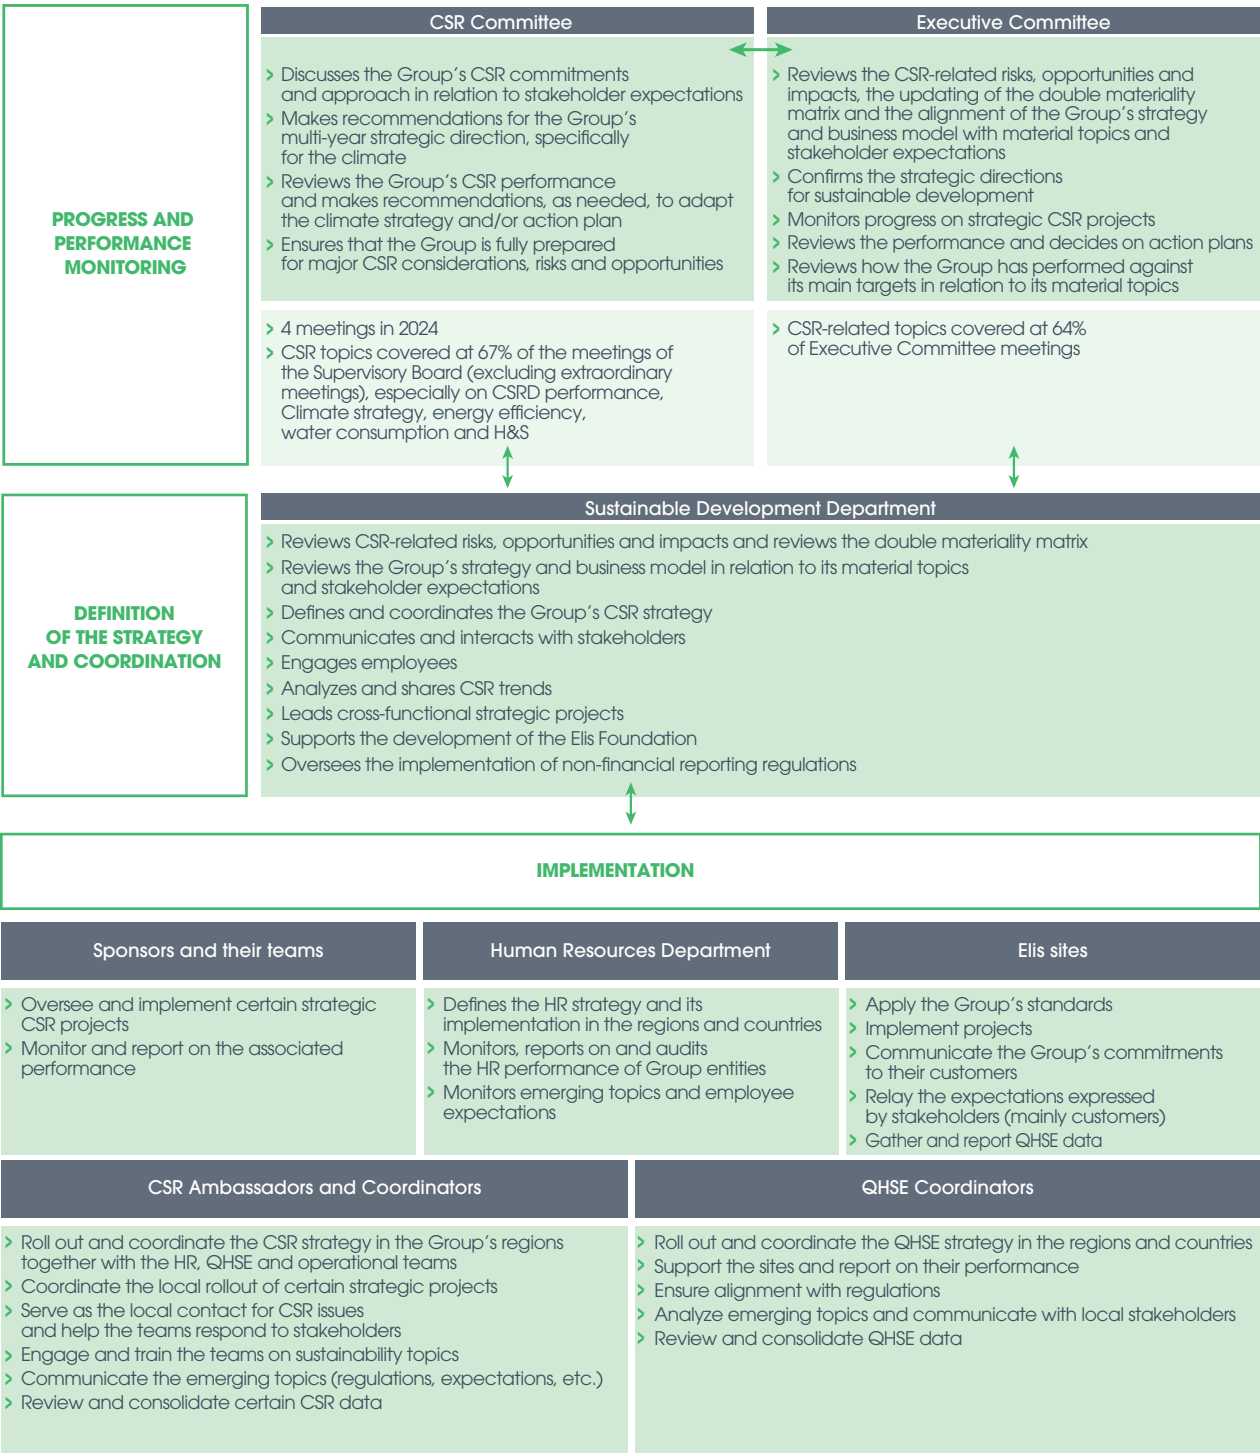 PROGRESS AND
PERFORMANCE
MONITORING
CSR Committee
› Discusses the Group's CSR commitments
and approach in relation to stakeholder expectations
› Makes recommendations for the Group's
multi-year strategic direction, specifically
for the climate
› Reviews the Group's CSR performance
and makes recommendations, as needed, to adapt
the climate strategy and/or action plan
› Ensures that the Group is fully prepared
for major CSR considerations, risks and opportunities
› 4 meetings in 2024
› CSR topics covered at 67% of the meetings of
the Supervisory Board (excluding extraordinary
meetings), especially on CSRD performance,
Climate strategy, energy efficiency,
water consumption and H&S
Executive Committee
› Reviews the CSR-related risks, opportunities and
impacts, the updating of the double materiality
matrix and the alignment of the Group's strategy
and business model with material topics and
stakeholder expectations
› Confirms the strategic directions
for sustainable development
› Monitors progress on strategic CSR projects
› Reviews the performance and decides on action plans
› Reviews how the Group has performed against
its main targets in relation to its material topics
› CSR-related topics covered at 64%
of Executive Committee meetings
DEFINITION
OF THE STRATEGY
AND COORDINATION
Sustainable Development Department
› Reviews CSR-related risks, opportunities and impacts and reviews the double materiality matrix
› Reviews the Group's strategy and business model in relation to its material topics
and stakeholder expectations
› Defines and coordinates the Group's CSR strategy
› Communicates and interacts with stakeholders
› Engages employees
› Analyzes and shares CSR trends
› Leads cross-functional strategic projects
› Supports the development of the Elis Foundation
› Oversees the implementation of non-financial reporting regulations
IMPLEMENTATION
Sponsors and their teams
› Oversee and implement certain strategic
CSR projects
› Monitor and report on the associated
performance
Human Resources Department
› Defines the HR strategy and its
implementation in the regions and countries
› Monitors, reports on and audits
the HR performance of Group entities
› Monitors emerging topics and employee
expectations
Elis sites
› Apply the Group's standards
› Implement projects
› Communicate the Group's commitments
to their customers
› Relay the expectations expressed
by stakeholders (mainly customers)
› Gather and report QHSE data
CSR Ambassadors and Coordinators
› Roll out and coordinate the CSR strategy in the Group's regions
together with the HR, QHSE and operational teams
› Coordinate the local rollout of certain strategic projects
› Serve as the local contact for CSR issues
and help the teams respond to stakeholders
› Engage and train the teams on sustainability topics
› Communicate the emerging topics (regulations, expectations, etc.)
› Review and consolidate certain CSR data
QHSE Coordinators
› Roll out and coordinate the QHSE strategy in the regions and countries
› Support the sites and report on their performance
› Ensure alignment with regulations
› Analyze emerging topics and communicate with local stakeholders
› Review and consolidate QHSE data